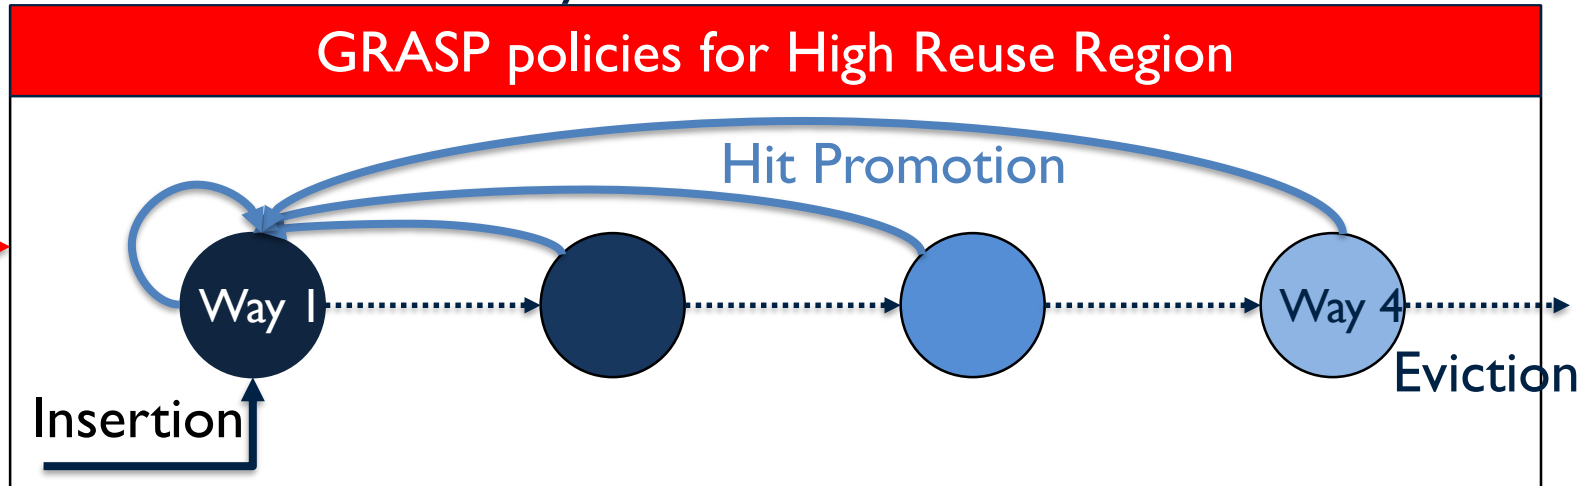 GRASP policies for High Reuse Region
Hit Promotion
Way 1
Way 4
Eviction
Insertion